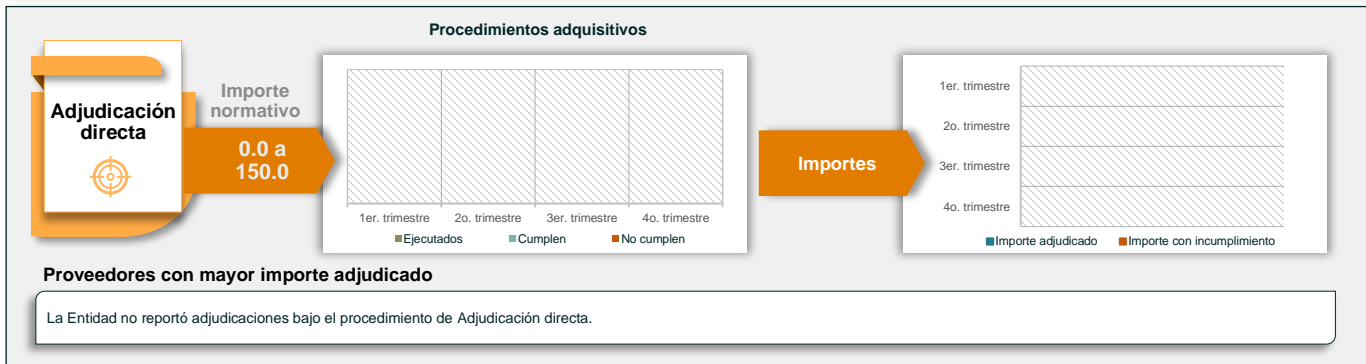 Procedimientos adquisitivos
Adjudicación
directa
Importe
normativo
0.0 a
150.0
1er. trimestre
2o. trimestre
3er. trimestre
4o. trimestre
Ejecutados
Cumplen
No cumplen
Importes
1er. trimestre
2o. trimestre
3er. trimestre
4o. trimestre
Importe adjudicado
Importe con incumplimiento
Proveedores con mayor importe adjudicado
La Entidad no reportó adjudicaciones bajo el procedimiento de Adjudicación directa.